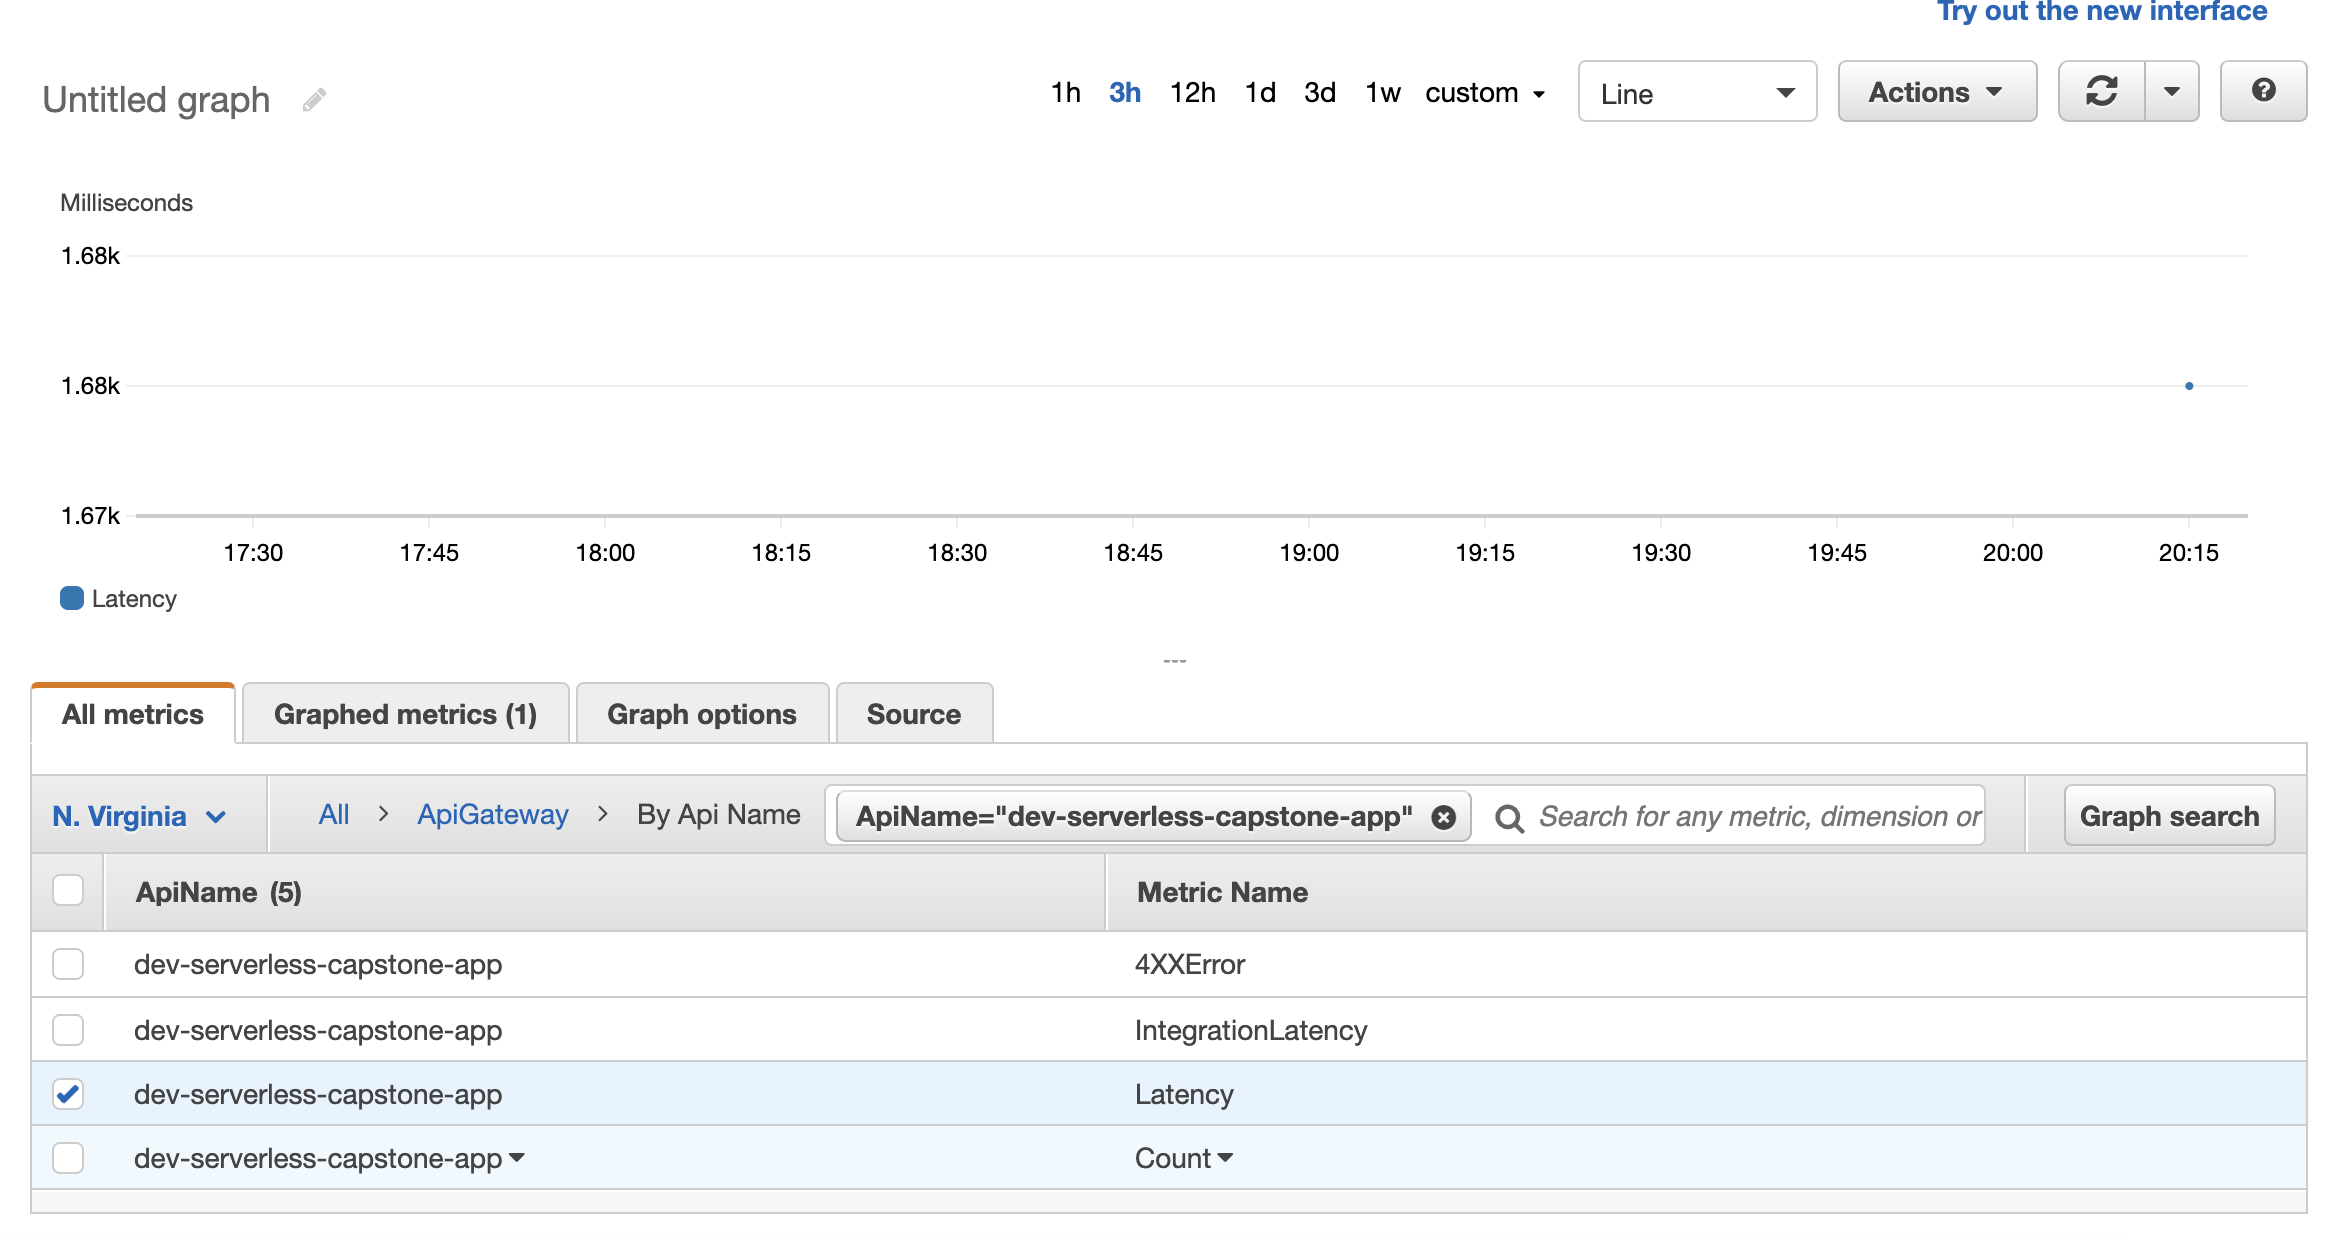 Try out the new interface
Untitled graph
1h 3h 12h 1d 3d 1w custom Line Actions
Milliseconds
1.68k
1.68k
1.67k
17:30 17:45 18:00 18:15 18:30 18:45 19:00 19:15 19:30 19:45 20:00 20:15
Latency
---
All metrics Graphed metrics (1) Graph options Source
N. Virginia All > ApiGateway > By Api Name ApiName="dev-serverless-capstone-app" Search for any metric, dimension or Graph search
ApiName (5) Metric Name
dev-serverless-capstone-app 4XXError
dev-serverless-capstone-app IntegrationLatency
dev-serverless-capstone-app Latency
dev-serverless-capstone-app Count